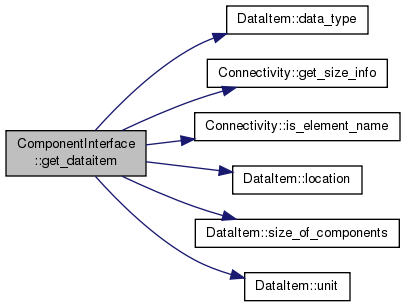 DataItem::data_type
Connectivity::get_size_info
ComponentInterface
::get_dataitem
Connectivity::is_element_name
DataItem::location
DataItem::size_of_components
DataItem::unit